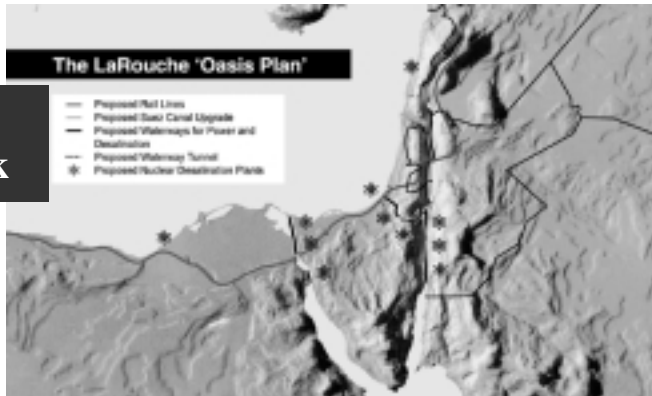 The LaRouche 'Oasis Plan'
Proposed Rail Lines
Proposed Suez Canal Upgrade
k
Proposed Waterways for Power and
Desalination
Proposed Waterway Tunnel
Proposed Nuclear Desalination Plants